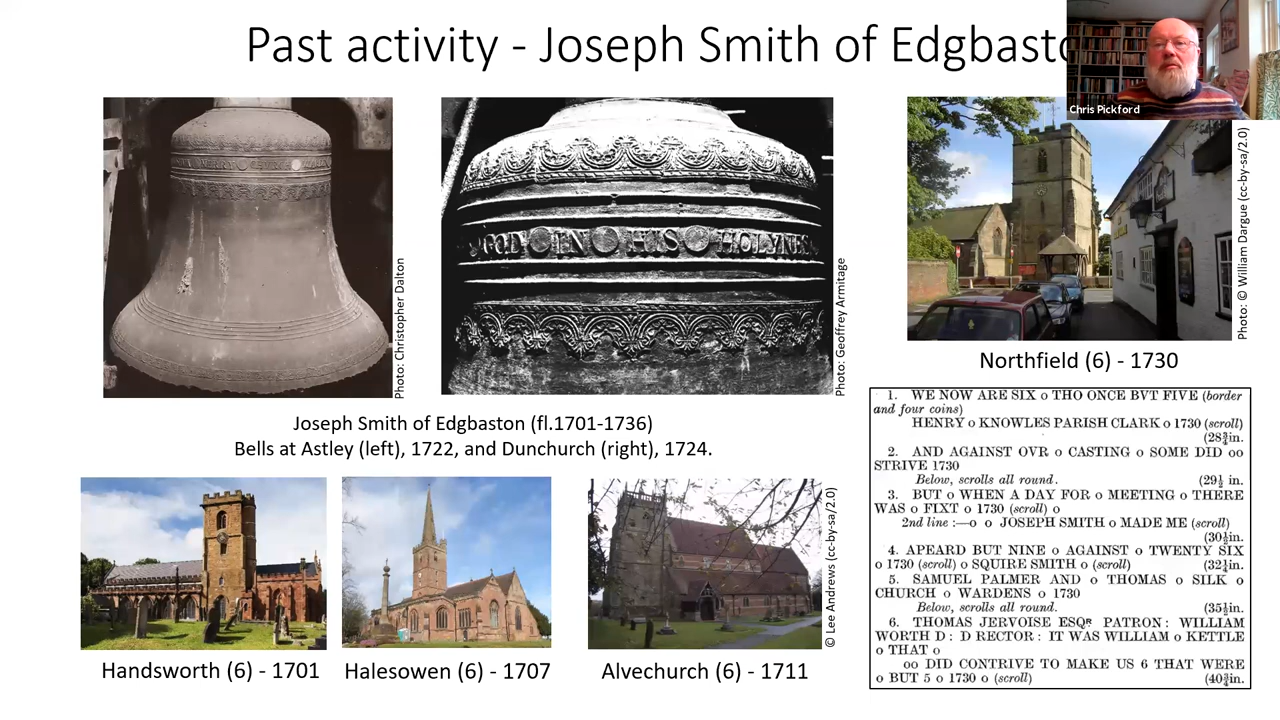 Past activity - Joseph Smith of Edgbasto
Chris Pickford
Photo: Christopher Dalton
GOD IN HIS HOLYNES
Photo: Geoffrey Armitage
Photo: © William Dargue (cc-by-sa/2.0)
Northfield (6) - 1730
Joseph Smith of Edgbaston (fl.1701-1736)
Bells at Astley (left), 1722, and Dunchurch (right), 1724.
1. WE NOW ARE SIX o THO ONCE BVT FIVE (border
and four coins)
HENRY o KNOWLES PARISH CLARK o 1730 (scroll)
2. AND AGAINST OVR o CASTING o SOME DID oo
STRIVE 1730
Below, scrolls all round. (29½ in.
3. BUT o WHEN A DAY FOR o MEETING o THERE
WAS o FIXT o 1730 (scroll) o
2nd line :—o o JOSEPH SMITH o MADE ME (scroll)
(30½in.
4. APEARD BUT NINE o AGAINST o TWENTY SIX
o 1730 (scroll) o SQUIRE SMITH o (scroll) (32¼in.
5. SAMUEL PALMER AND o THOMAS o SILK o
CHURCH o WARDENS o 1730
Below, scrolls all round. (35½in.
6. THOMAS JERVOISE ESQR PATRON : WILLIAM
WORTH D : D RECTOR : IT WAS WILLIAM o KETTLE
o THAT o
oo DID CONTRIVE TO MAKE US 6 THAT WERE
o BUT 5 o 1730 o (scroll)
© Lee Andrews (cc-by-sa/2.0)
Handsworth (6) - 1701
Halesowen (6) - 1707
Alvechurch (6) - 1711